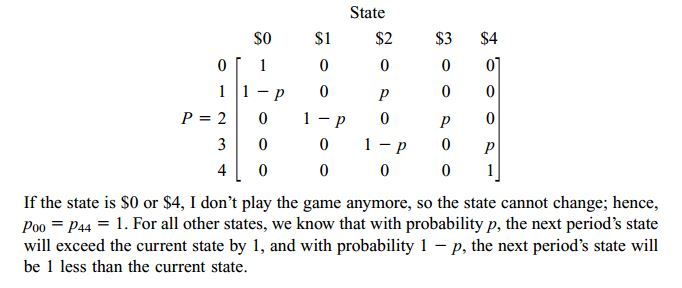 State
$0 $1 $2 $3 $4
0 1 0 0 0 0
1 1 − p 0 p 0 0
P = 2 0 1 − p 0 p 0
3 0 0 1 − p 0 p
4 0 0 0 0 1
If the state is $0 or $4, I don’t play the game anymore, so the state cannot change; hence,
p00 = p44 = 1. For all other states, we know that with probability p, the next period’s state
will exceed the current state by 1, and with probability 1 − p, the next period’s state will
be 1 less than the current state.